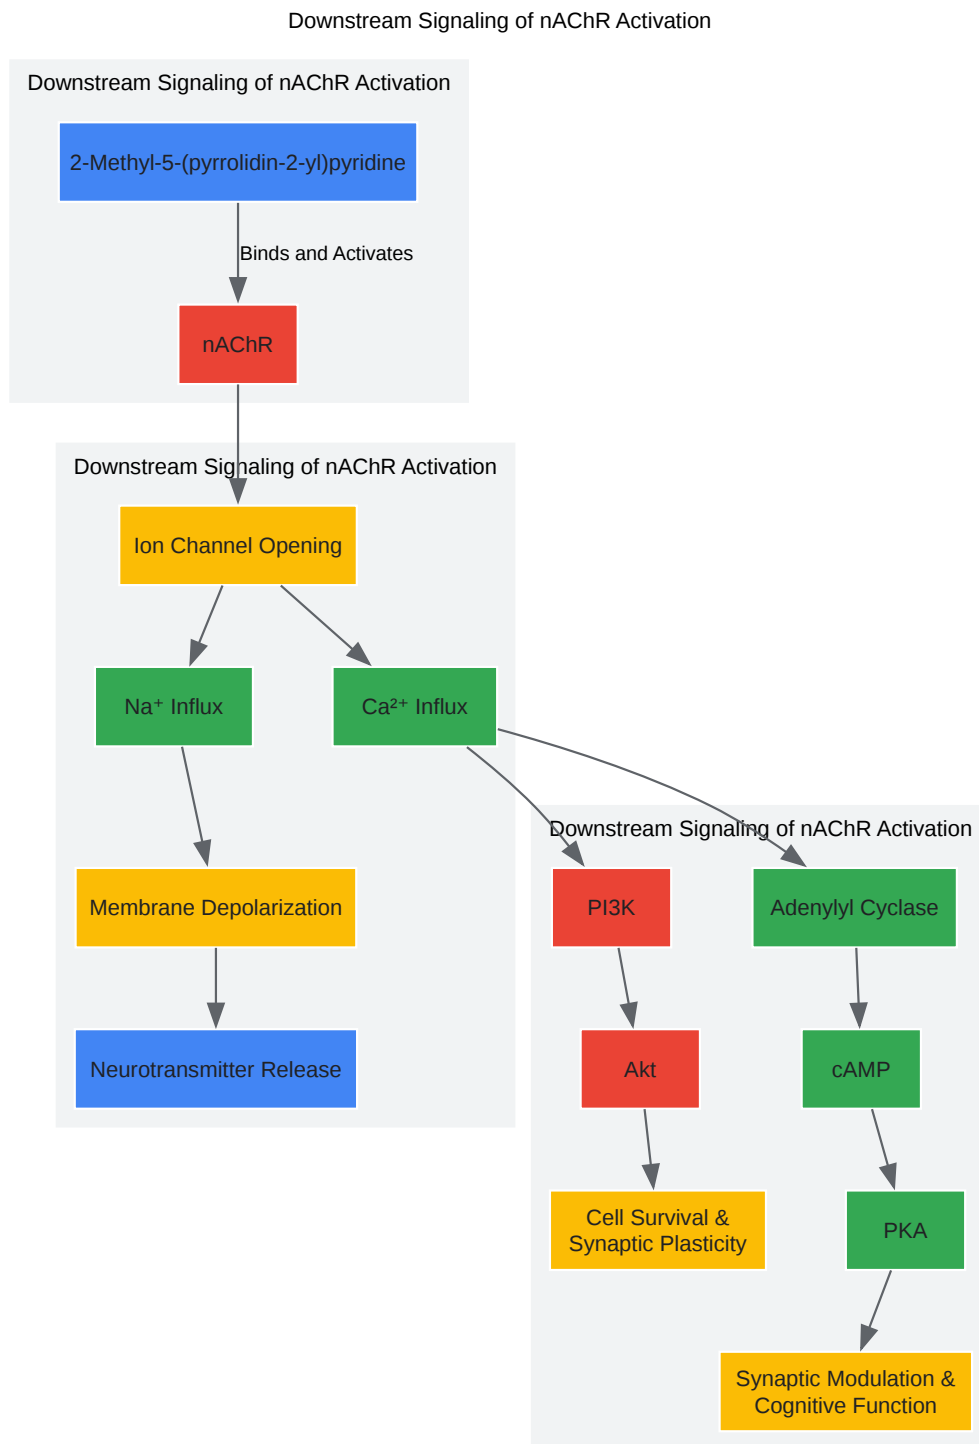 Downstream Signaling of nAChR Activation
Downstream Signaling of nAChR Activation
2-Methyl-5-(pyrrolidin-2-yl)pyridine
Binds and Activates
nAChR
Downstream Signaling of nAChR Activation
Ion Channel Opening
Na⁺ Influx
Ca²⁺ Influx
Membrane Depolarization
Neurotransmitter Release
Downstream Signaling of nAChR Activation
PI3K
Adenylyl Cyclase
Akt
cAMP
Cell Survival &
Synaptic Plasticity
PKA
Synaptic Modulation &
Cognitive Function